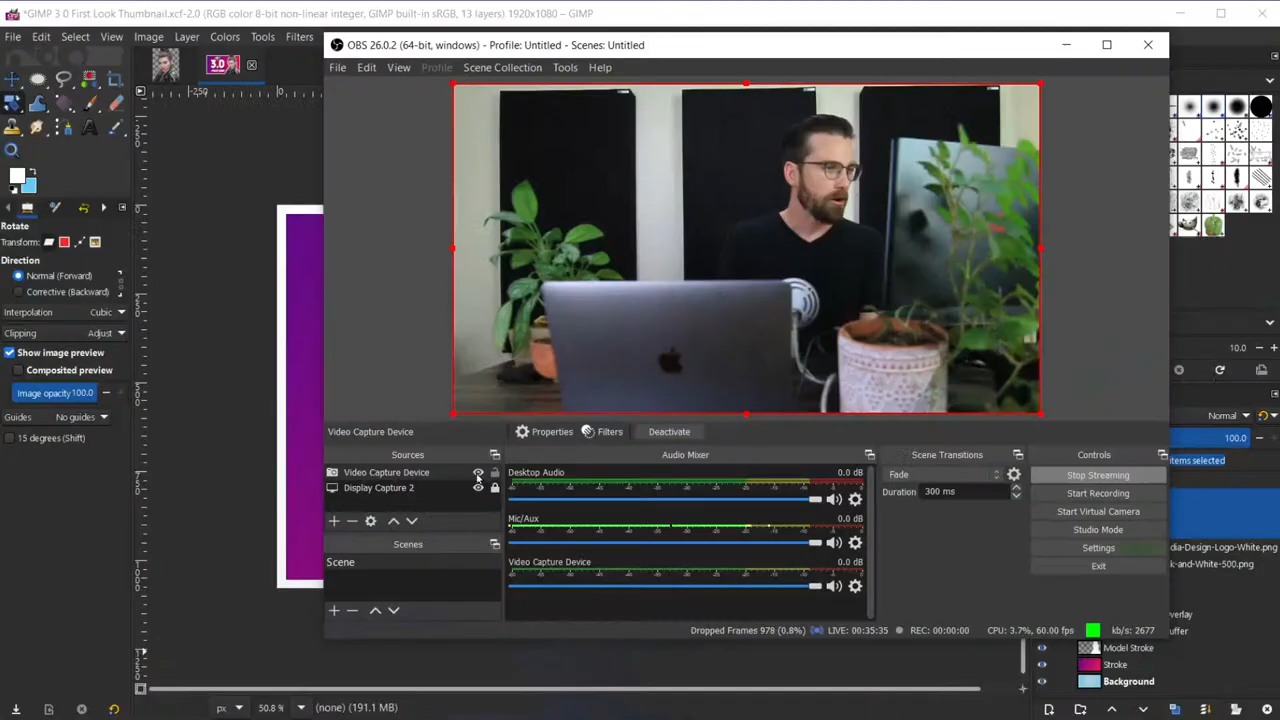 *GIMP 3 0 First Look Thumbnail.xcf-2.0 (RGB color 8-bit non-linear integer, GIMP built-in sRGB, 13 layers) 1920x1080 – GIMP
File Edit Select View Image Layer Colors Tools Filters
OBS 26.0.2 (64-bit, windows) - Profile: Untitled - Scenes: Untitled
File Edit View Profile Scene Collection Tools Help
3.0
-250 0
Rotate
Transform:
Direction
Normal (Forward)
Corrective (Backward)
Interpolation Cubic
Clipping Adjust
Show image preview
Composited preview
Image opacity 100.0
Guides No guides
15 degrees (Shift)
Video Capture Device Properties Filters Deactivate
Sources Audio Mixer Scene Transitions Controls
Video Capture Device
Display Capture 2
Scenes
Scene
Desktop Audio 0.0 dB
Mic/Aux 0.0 dB
Video Capture Device 0.0 dB
Fade
Duration 300 ms
Stop Streaming
Start Recording
Start Virtual Camera
Studio Mode
Settings
Exit
Dropped Frames 978 (0.8%) LIVE: 00:35:35 REC: 00:00:00 CPU: 3.7%, 60.00 fps kb/s: 2677
10.0
Normal
100.0
items selected
dia-Design-Logo-White.png
k-and-White-500.png
erlay
uffer
Model Stroke
Stroke
Background
px 50.8 % (none) (191.1 MB)